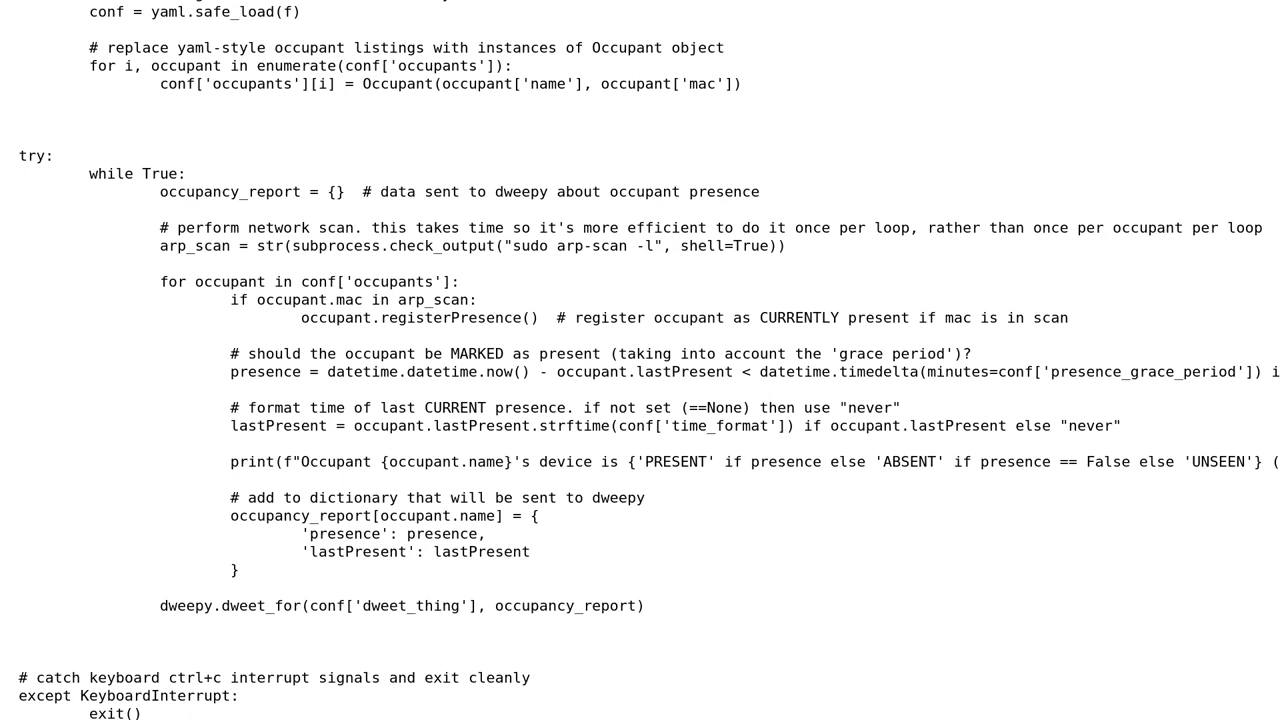 conf = yaml.safe_load(f)
# replace yaml-style occupant listings with instances of Occupant object
for i, occupant in enumerate(conf['occupants']):
conf['occupants'][i] = Occupant(occupant['name'], occupant['mac'])
try:
while True:
occupancy_report = {}  # data sent to dweepy about occupant presence
# perform network scan. this takes time so it's more efficient to do it once per loop, rather than once per occupant per loop
arp_scan = str(subprocess.check_output("sudo arp-scan -l", shell=True))
for occupant in conf['occupants']:
if occupant.mac in arp_scan:
occupant.registerPresence()  # register occupant as CURRENTLY present if mac is in scan
# should the occupant be MARKED as present (taking into account the 'grace period')?
presence = datetime.datetime.now() - occupant.lastPresent < datetime.timedelta(minutes=conf['presence_grace_period']) i
# format time of last CURRENT presence. if not set (==None) then use "never"
lastPresent = occupant.lastPresent.strftime(conf['time_format']) if occupant.lastPresent else "never"
print(f"Occupant {occupant.name}'s device is {'PRESENT' if presence else 'ABSENT' if presence == False else 'UNSEEN'} (
# add to dictionary that will be sent to dweepy
occupancy_report[occupant.name] = {
'presence': presence,
'lastPresent': lastPresent
}
dweepy.dweet_for(conf['dweet_thing'], occupancy_report)
# catch keyboard ctrl+c interrupt signals and exit cleanly
except KeyboardInterrupt:
exit()